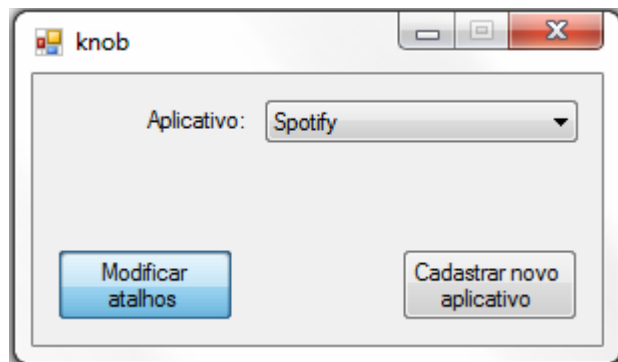 knob
Aplicativo: Spotify
Modificar
atalhos
Cadastrar novo
aplicativo